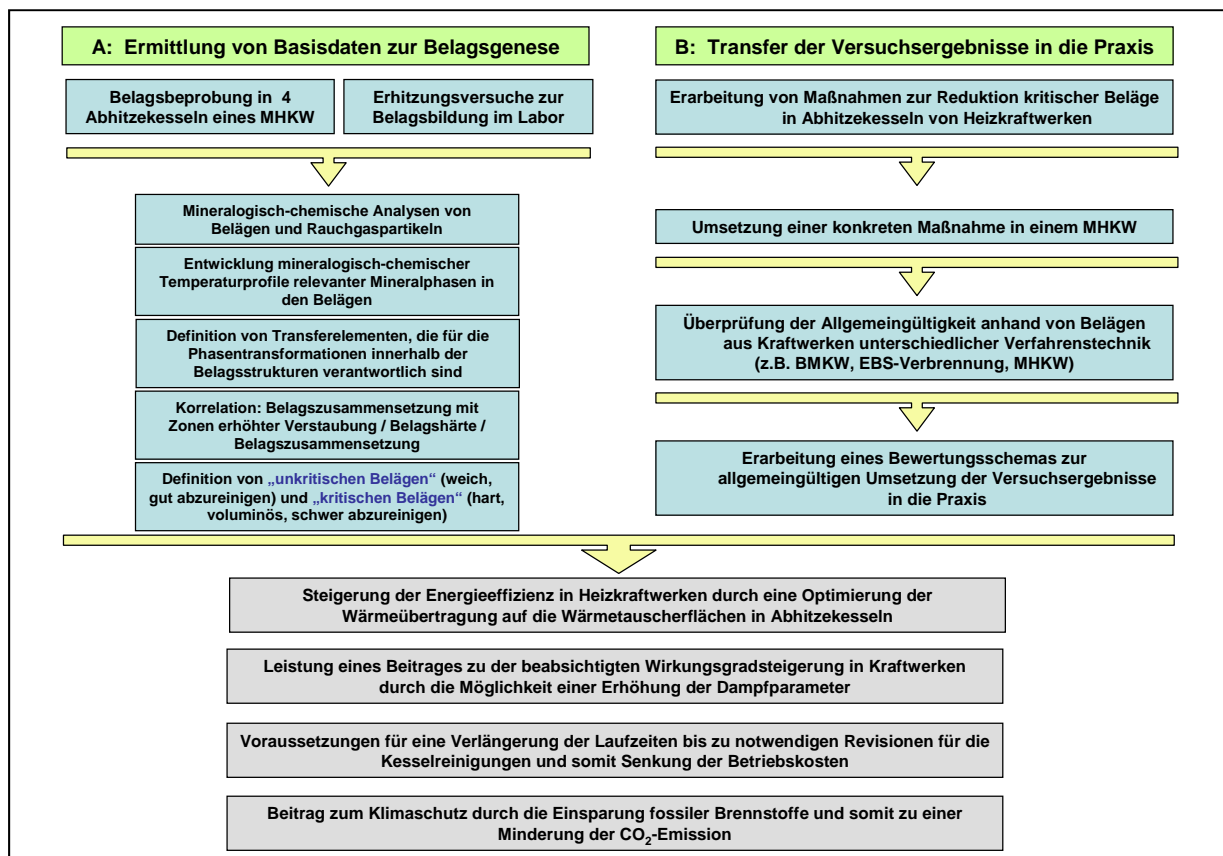 A:  Ermittlung von Basisdaten zur Belagsgenese
Belagsbeprobung in  4
Abhitzekesseln eines MHKW
Erhitzungsversuche zur
Belagsbildung im Labor
Mineralogisch-chemische Analysen von
Belägen und Rauchgaspartikeln
Entwicklung mineralogisch-chemischer
Temperaturprofile relevanter Mineralphasen in
den Belägen
Definition von Transferelementen, die für die
Phasentransformationen innerhalb der
Belagsstrukturen verantwortlich sind
Korrelation: Belagszusammensetzung mit
Zonen erhöhter Verstaubung / Belagshärte /
Belagszusammensetzung
Definition von „unkritischen Belägen“ (weich,
gut abzureinigen) und „kritischen Belägen“ (hart,
voluminös, schwer abzureinigen)
B:  Transfer der Versuchsergebnisse in die Praxis
Erarbeitung von Maßnahmen zur Reduktion kritischer Beläge
in Abhitzekesseln von Heizkraftwerken
Umsetzung einer konkreten Maßnahme in einem MHKW
Überprüfung der Allgemeingültigkeit anhand von Belägen
aus Kraftwerken unterschiedlicher Verfahrenstechnik
(z.B. BMKW, EBS-Verbrennung, MHKW)
Erarbeitung eines Bewertungsschemas zur
allgemeingültigen Umsetzung der Versuchsergebnisse
in die Praxis
Steigerung der Energieeffizienz in Heizkraftwerken durch eine Optimierung der
Wärmeübertragung auf die Wärmetauscherflächen in Abhitzekesseln
Leistung eines Beitrages zu der beabsichtigten Wirkungsgradsteigerung in Kraftwerken
durch die Möglichkeit einer Erhöhung der Dampfparameter
Voraussetzungen für eine Verlängerung der Laufzeiten bis zu notwendigen Revisionen für die
Kesselreinigungen und somit Senkung der Betriebskosten
Beitrag zum Klimaschutz durch die Einsparung fossiler Brennstoffe und somit zu einer
Minderung der CO₂-Emission